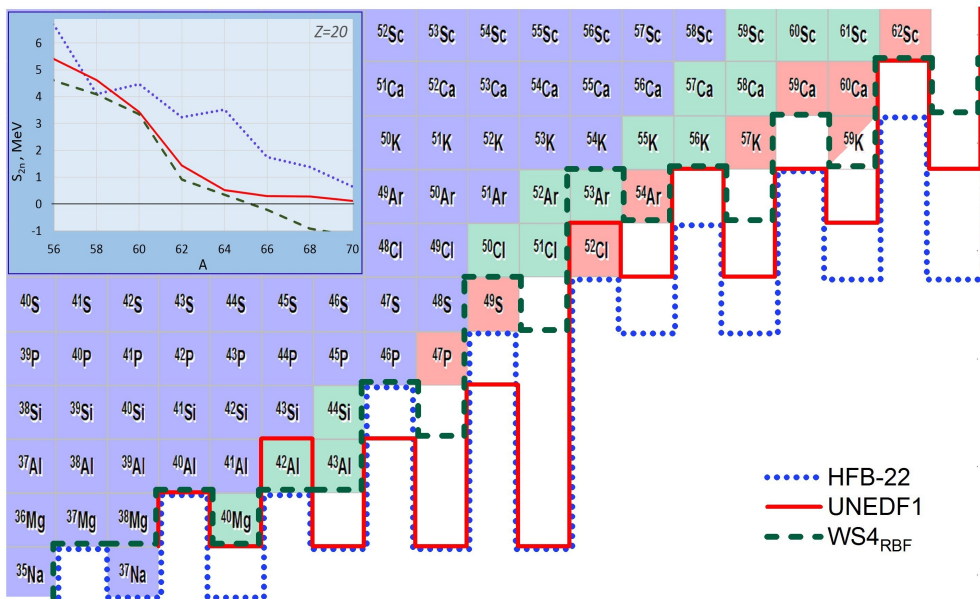 Z=20
S2n , MeV
6
5
4
3
2
1
0
-1
56 58 60 62 64 66 68 70
A
52Sc 53Sc 54Sc 55Sc 56Sc 57Sc 58Sc 59Sc 60Sc 61Sc 62Sc
51Ca 52Ca 53Ca 54Ca 55Ca 56Ca 57Ca 58Ca 59Ca 60Ca
50K 51K 52K 53K 54K 55K 56K 57K 59K
49Ar 50Ar 51Ar 52Ar 53Ar 54Ar
48Cl 49Cl 50Cl 51Cl 52Cl
40S 41S 42S 43S 44S 45S 46S 47S 48S 49S
39P 40P 41P 42P 43P 44P 45P 46P 47P
38Si 39Si 40Si 41Si 42Si 43Si 44Si
37Al 38Al 39Al 40Al 41Al 42Al 43Al
36Mg 37Mg 38Mg 40Mg
35Na 37Na
HFB-22
UNEDF1
WS4RBF